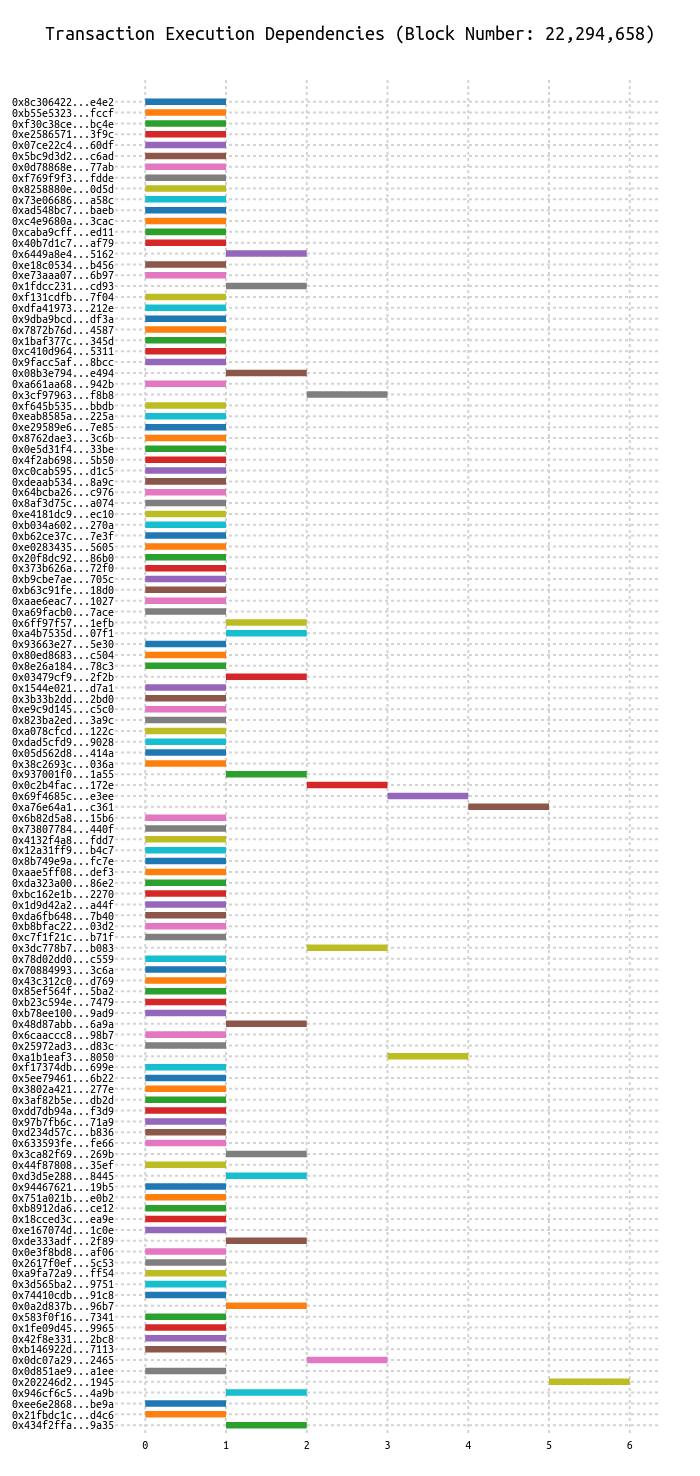 Transaction Execution Dependencies (Block Number: 22,294,658)
0x8c306422...e4e2
0xb55e5323...fccf
0xf30c38ce...bc4e
0xe2586571...3f9c
0x07ce22c4...60df
0x5bc9d3d2...c6ad
0x0d78868e...77ab
0xf769f9f3...fdde
0x8258880e...0d5d
0x73e06686...a58c
0xad548bc7...baeb
0xc4e9680a...3cac
0xcaba9cff...ed11
0x40b7d1c7...af79
0x6449a8e4...5162
0xe18c0534...b456
0xe73aaa07...6b97
0x1fdcc231...cd93
0xf131cdfb...7f04
0xdfa41973...212e
0x9dba9bcd...df3a
0x7872b76d...4587
0x1baf377c...345d
0xc410d964...5311
0x9facc5af...8bcc
0x08b3e794...e494
0xa661aa68...942b
0x3cf97963...f8b8
0xf645b535...bbdb
0xeab8585a...225a
0xe29589e6...7e85
0x8762dae3...3c6b
0x0e5d31f4...33be
0x4f2ab698...5b50
0xc0cab595...d1c5
0xdeaab534...8a9c
0x64bcba26...c976
0x8af3d75c...a074
0xe4181dc9...ec10
0xb034a602...270a
0xb62ce37c...7e3f
0xe0283435...5605
0x20f8dc92...86b0
0x373b626a...72f0
0xb9cbe7ae...705c
0xb63c91fe...18d0
0xaae6eac7...1027
0xa69facb0...7ace
0x6ff97f57...1efb
0xa4b7535d...07f1
0x93663e27...5e30
0x80ed8683...c504
0x8e26a184...78c3
0x03479cf9...2f2b
0x1544e021...d7a1
0x3b33b2dd...2bd0
0xe9c9d145...c5c0
0x823ba2ed...3a9c
0xa078cfcd...122c
0xdad5cfd9...9028
0x05d562d8...414a
0x38c2693c...036a
0x937001f0...1a55
0x0c2b4fac...172e
0x69f4685c...e3ee
0xa76e64a1...c361
0x6b82d5a8...15b6
0x73807784...440f
0x4132f4a8...fdd7
0x12a31ff9...b4c7
0x8b749e9a...fc7e
0xaae5ff08...def3
0xda323a00...86e2
0xbc162e1b...2270
0x1d9d42a2...a44f
0xda6fb648...7b40
0xb8bfac22...03d2
0xc7f1f21c...b71f
0x3dc778b7...b083
0x78d02dd0...c559
0x70884993...3c6a
0x43c312c0...d769
0x85ef564f...5ba2
0xb23c594e...7479
0xb78ee100...9ad9
0x48d87abb...6a9a
0x6caaccc8...98b7
0x25972ad3...d83c
0xa1b1eaf3...8050
0xf17374db...699e
0x5ee79461...6b22
0x3802a421...277e
0x3af82b5e...db2d
0xdd7db94a...f3d9
0x97b7fb6c...71a9
0xd234d57c...b836
0x633593fe...fe66
0x3ca82f69...269b
0x44f87808...35ef
0xd3d5e288...8445
0x94467621...19b5
0x751a021b...e0b2
0xb8912da6...ce12
0x18cced3c...ea9e
0xe167074d...1c0e
0xde333adf...2f89
0x0e3f8bd8...af06
0x2617f0ef...5c53
0xa9fa72a9...ff54
0x3d565ba2...9751
0x74410cdb...91c8
0x0a2d837b...96b7
0x583f0f16...7341
0x1fe09d45...9965
0x42f8e331...2bc8
0xb146922d...7113
0x0dc07a29...2465
0x0d851ae9...a1ee
0x202246d2...1945
0x946cf6c5...4a9b
0xee6e2868...be9a
0x21fbdc1c...d4c6
0x434f2ffa...9a35
0 1 2 3 4 5 6